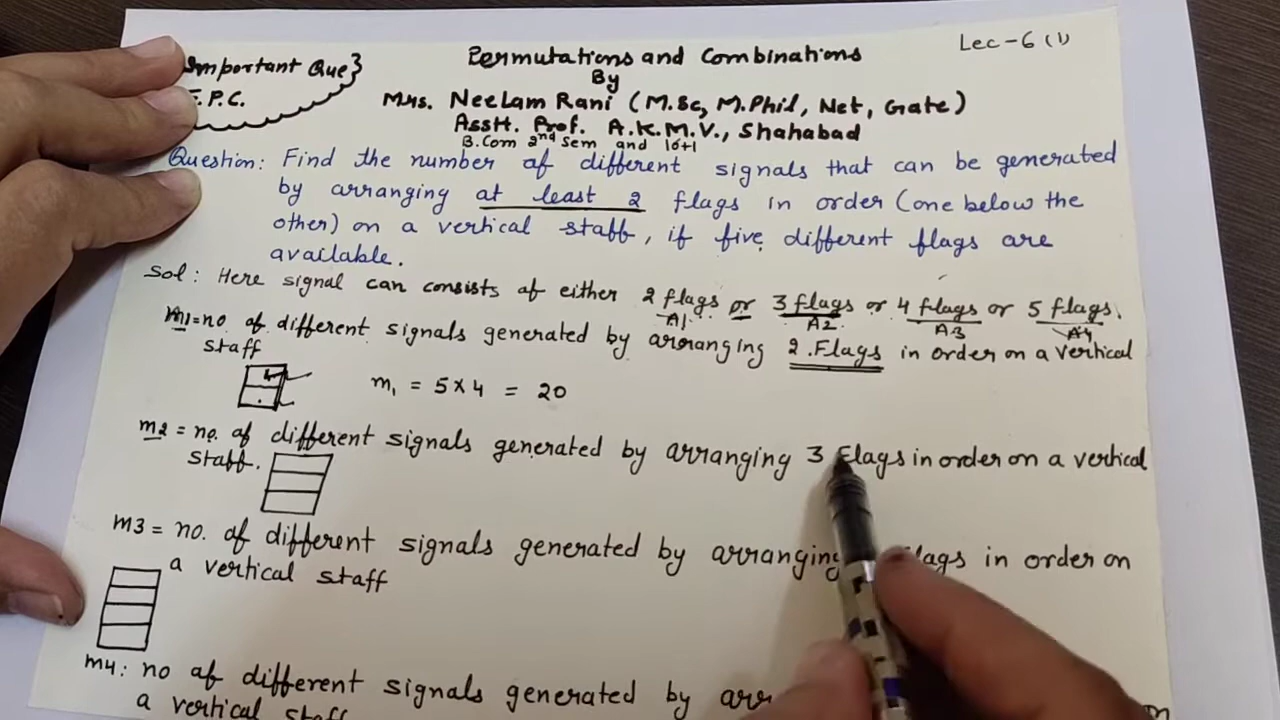 Lec-6 (1)
Permutations and Combinations
Important Que}
F.P.C.
By
Mrs. Neelam Rani (M.Sc, M.Phil, Net, Gate)
Asstt. Prof. A.K.M.V., Shahabad
B.Com 2nd Sem and 10+1
Question: Find the number of different signals that can be generated
by arranging at least 2 flags in order (one below the
other) on a vertical staff, if five different flags are
available.
Sol: Here signal can consists of either 2 flags or 3 flags or 4 flags or 5 flags.
A1 A2 A3 A4
m1 = no of different signals generated by arranging 2 Flags in order on a vertical
staff
m1 = 5×4 = 20
m2 = no. of different signals generated by arranging 3 Flags in order on a vertical
staff.
m3 = no. of different signals generated by arranging lags in order on
a vertical staff
m4: no of different signals generated by arr
a vertical staff